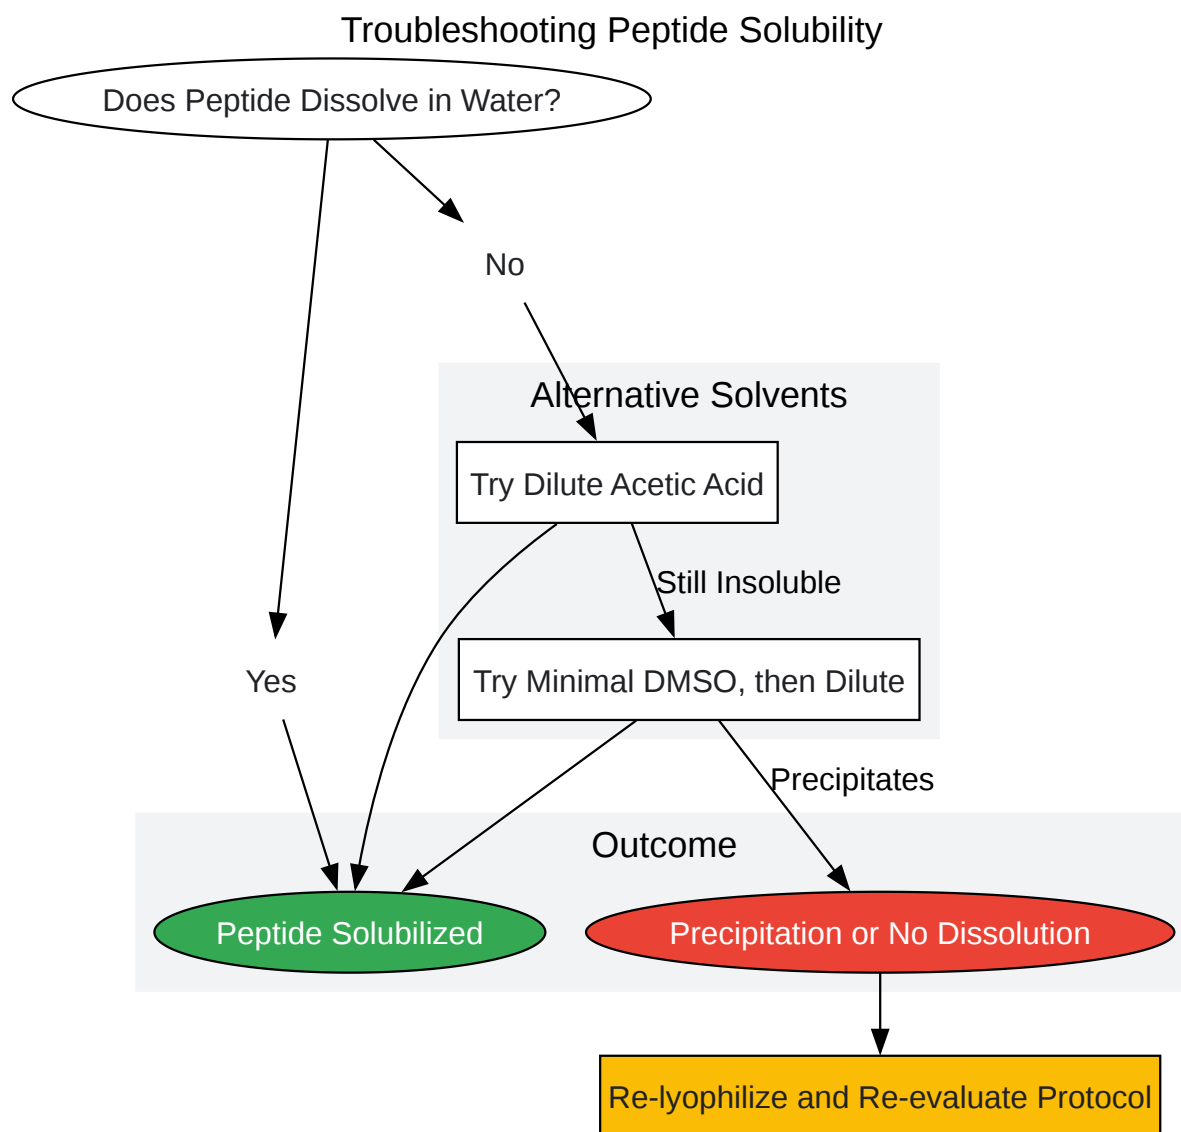 Troubleshooting Peptide Solubility
Does Peptide Dissolve in Water?
No
Alternative Solvents
Try Dilute Acetic Acid
Still Insoluble
Try Minimal DMSO, then Dilute
Yes
Precipitates
Outcome
Peptide Solubilized
Precipitation or No Dissolution
Re-lyophilize and Re-evaluate Protocol